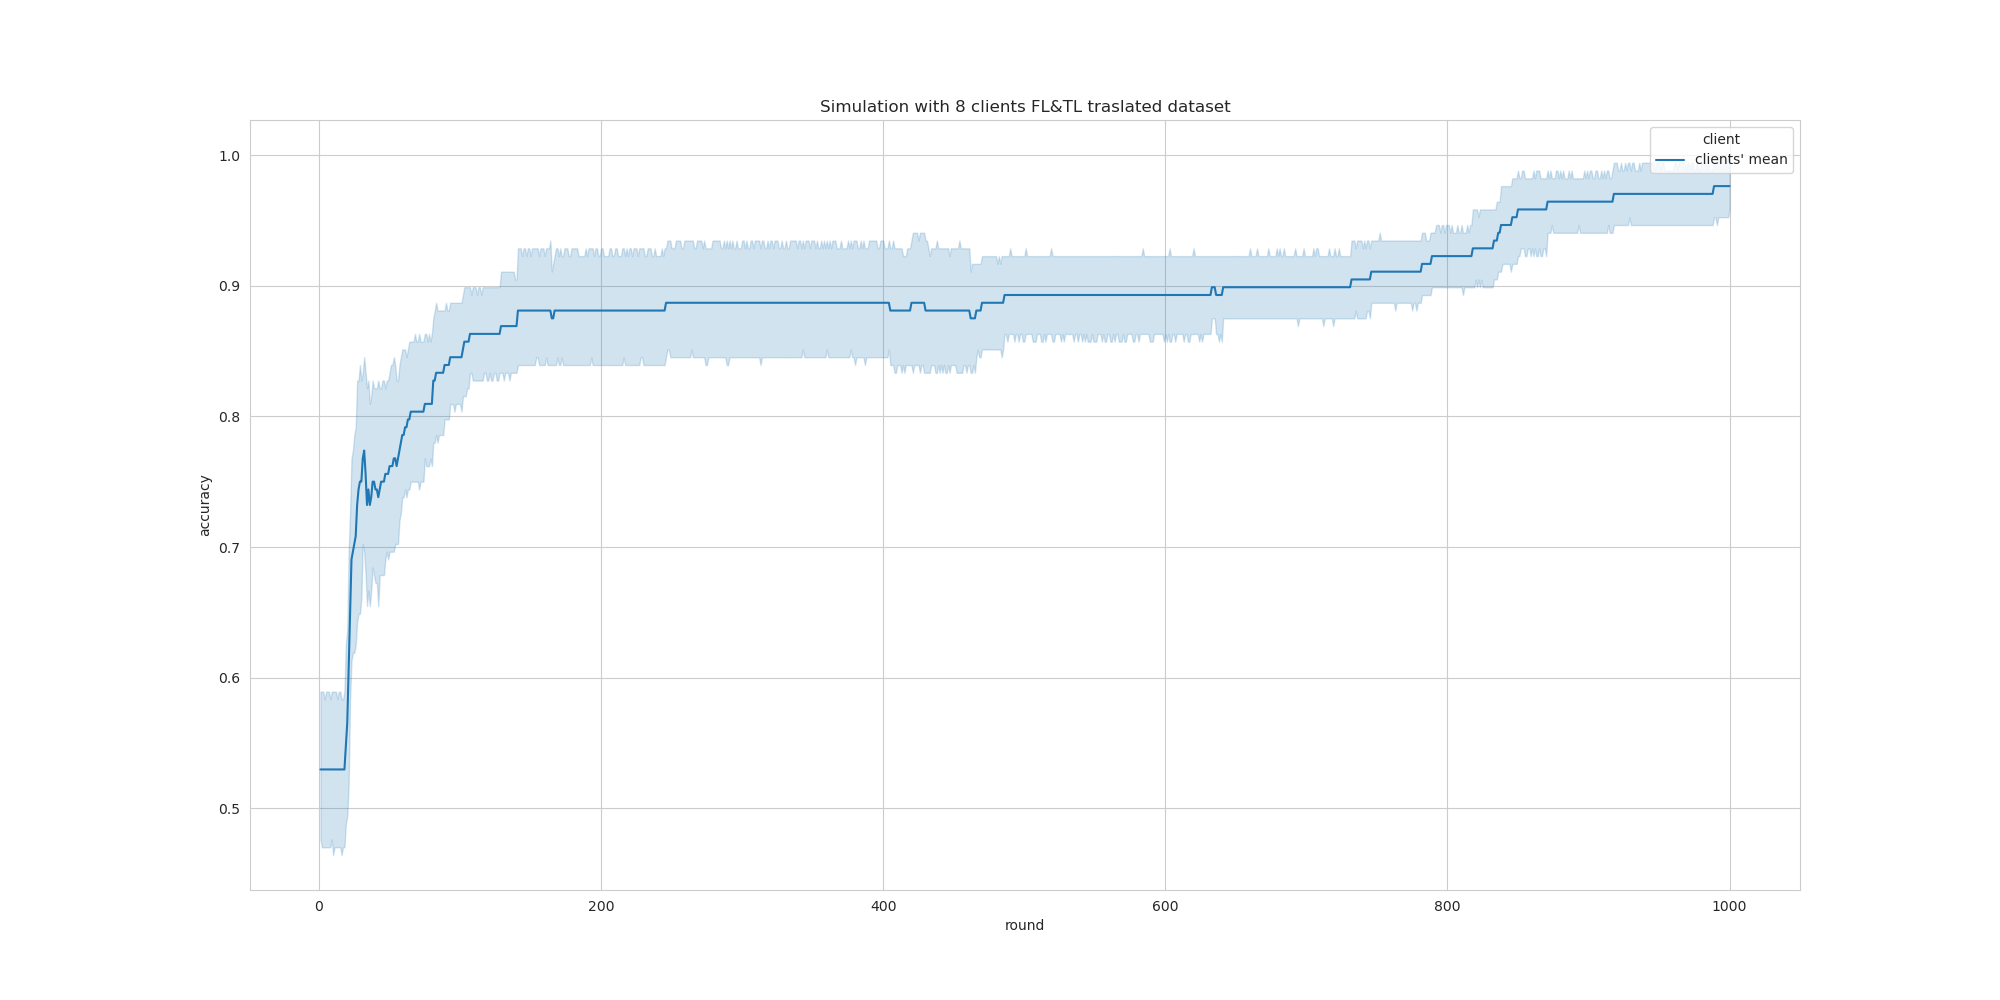 Simulation with 8 clients FL&TL traslated dataset
client
clients' mean
accuracy
1.0
0.9
0.8
0.7
0.6
0.5
0
200
400
600
800
1000
round